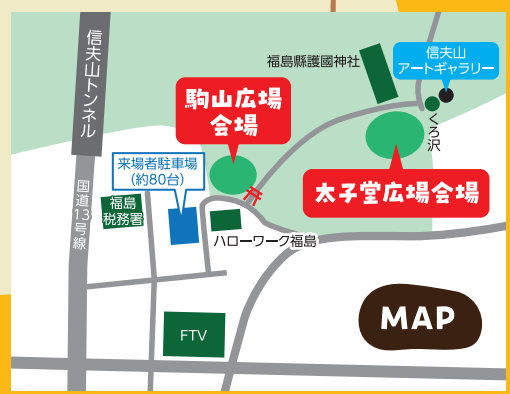 信夫山トンネル
福島縣護國神社
信夫山
アートギャラリー
駒山広場
会場
くろ沢
来場者駐車場
(約80台)
太子堂広場会場
国道13号線
福島
税務署
ハローワーク福島
MAP
FTV